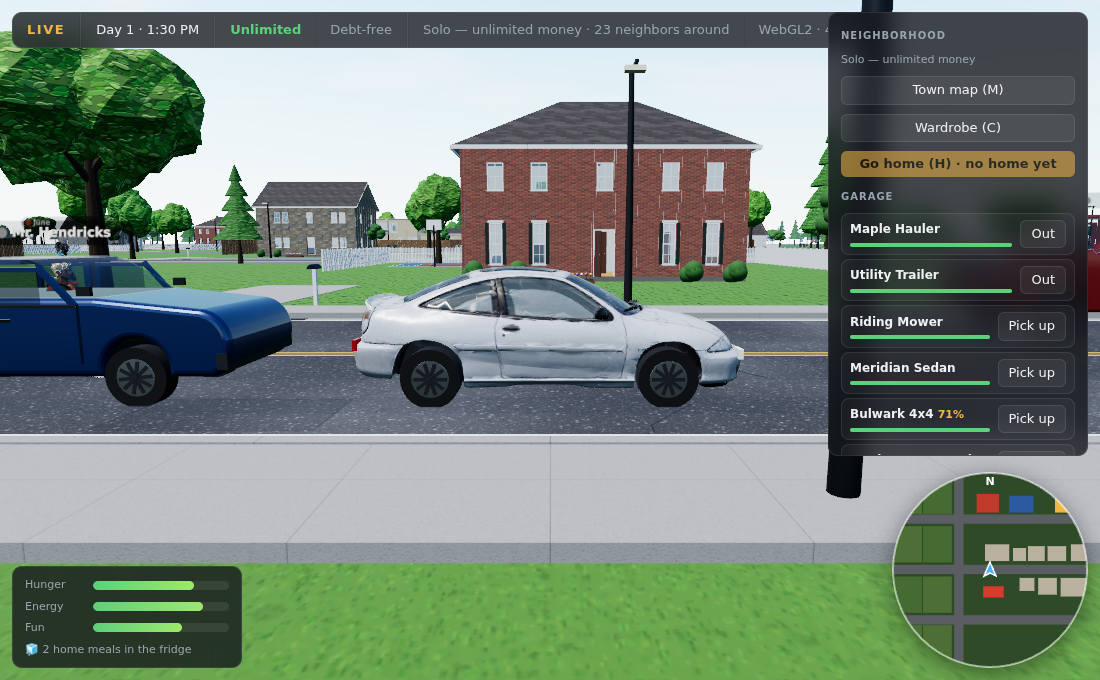 LIVE
Day 1 · 1:30 PM
Unlimited
Debt-free
Solo — unlimited money · 23 neighbors around
WebGL2 ·
NEIGHBORHOOD
Solo — unlimited money
Town map (M)
Wardrobe (C)
Go home (H) · no home yet
GARAGE
Maple Hauler
Out
Utility Trailer
Out
Riding Mower
Pick up
Meridian Sedan
Pick up
Bulwark 4x4 71%
Pick up
June
Mr. Hendricks
N
Hunger
Energy
Fun
🧊 2 home meals in the fridge